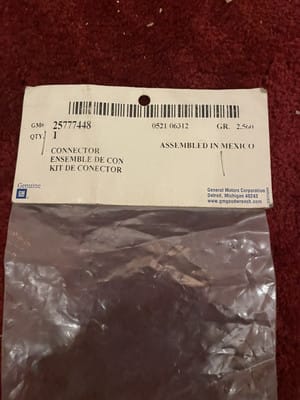 GM# 25777448 0521 06312 GR. 2.560
QTY. 1
CONNECTOR ASSEMBLED IN MEXICO
ENSEMBLE DE CON
KIT DE CONECTOR
Genuine
GM
General Motors Corporation
Detroit, Michigan 48243
www.gmgoodwrench.com